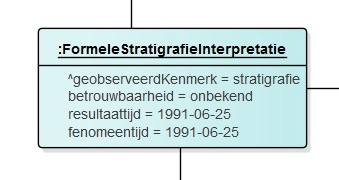 :FormeleStratigrafieInterpretatie
^geobserveerdKenmerk = stratigrafie
betrouwbaarheid = onbekend
resultaattijd = 1991-06-25
fenomeentijd = 1991-06-25